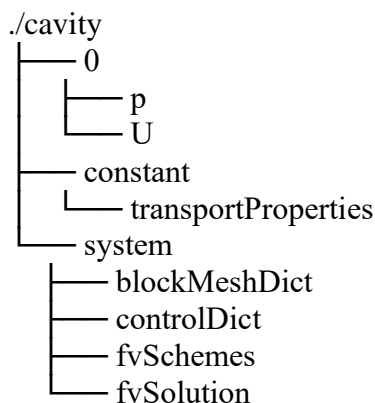 ./cavity
0
p
U
constant
transportProperties
system
blockMeshDict
controlDict
fvSchemes
fvSolution